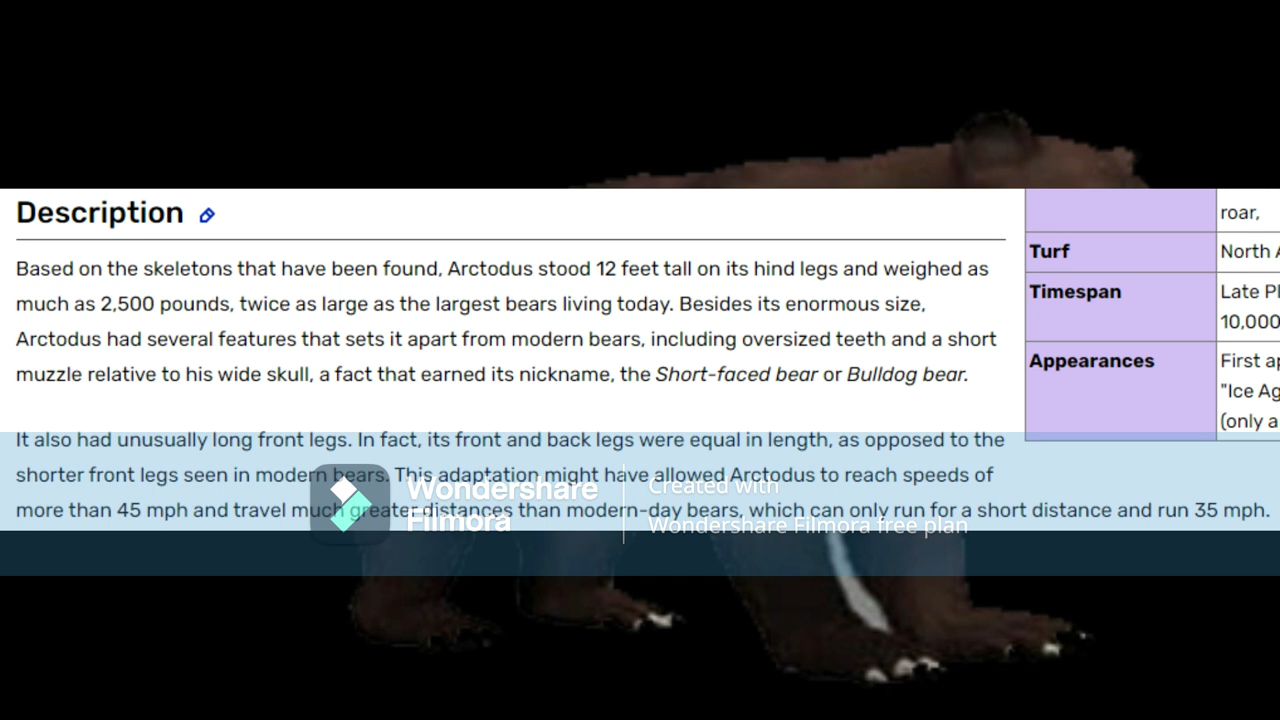 Description
Based on the skeletons that have been found, Arctodus stood 12 feet tall on its hind legs and weighed as
much as 2,500 pounds, twice as large as the largest bears living today. Besides its enormous size,
Arctodus had several features that sets it apart from modern bears, including oversized teeth and a short
muzzle relative to his wide skull, a fact that earned its nickname, the Short-faced bear or Bulldog bear.
It also had unusually long front legs. In fact, its front and back legs were equal in length, as opposed to the
shorter front legs seen in modern bears. This adaptation might have allowed Arctodus to reach speeds of
more than 45 mph and travel much greater distances than modern-day bears, which can only run for a short distance and run 35 mph.
roar,
Turf North
Timespan Late
10,000
Appearances First
"Ice
(only a
Wondershare
Filmora
Created with
Wondershare Filmora free plan